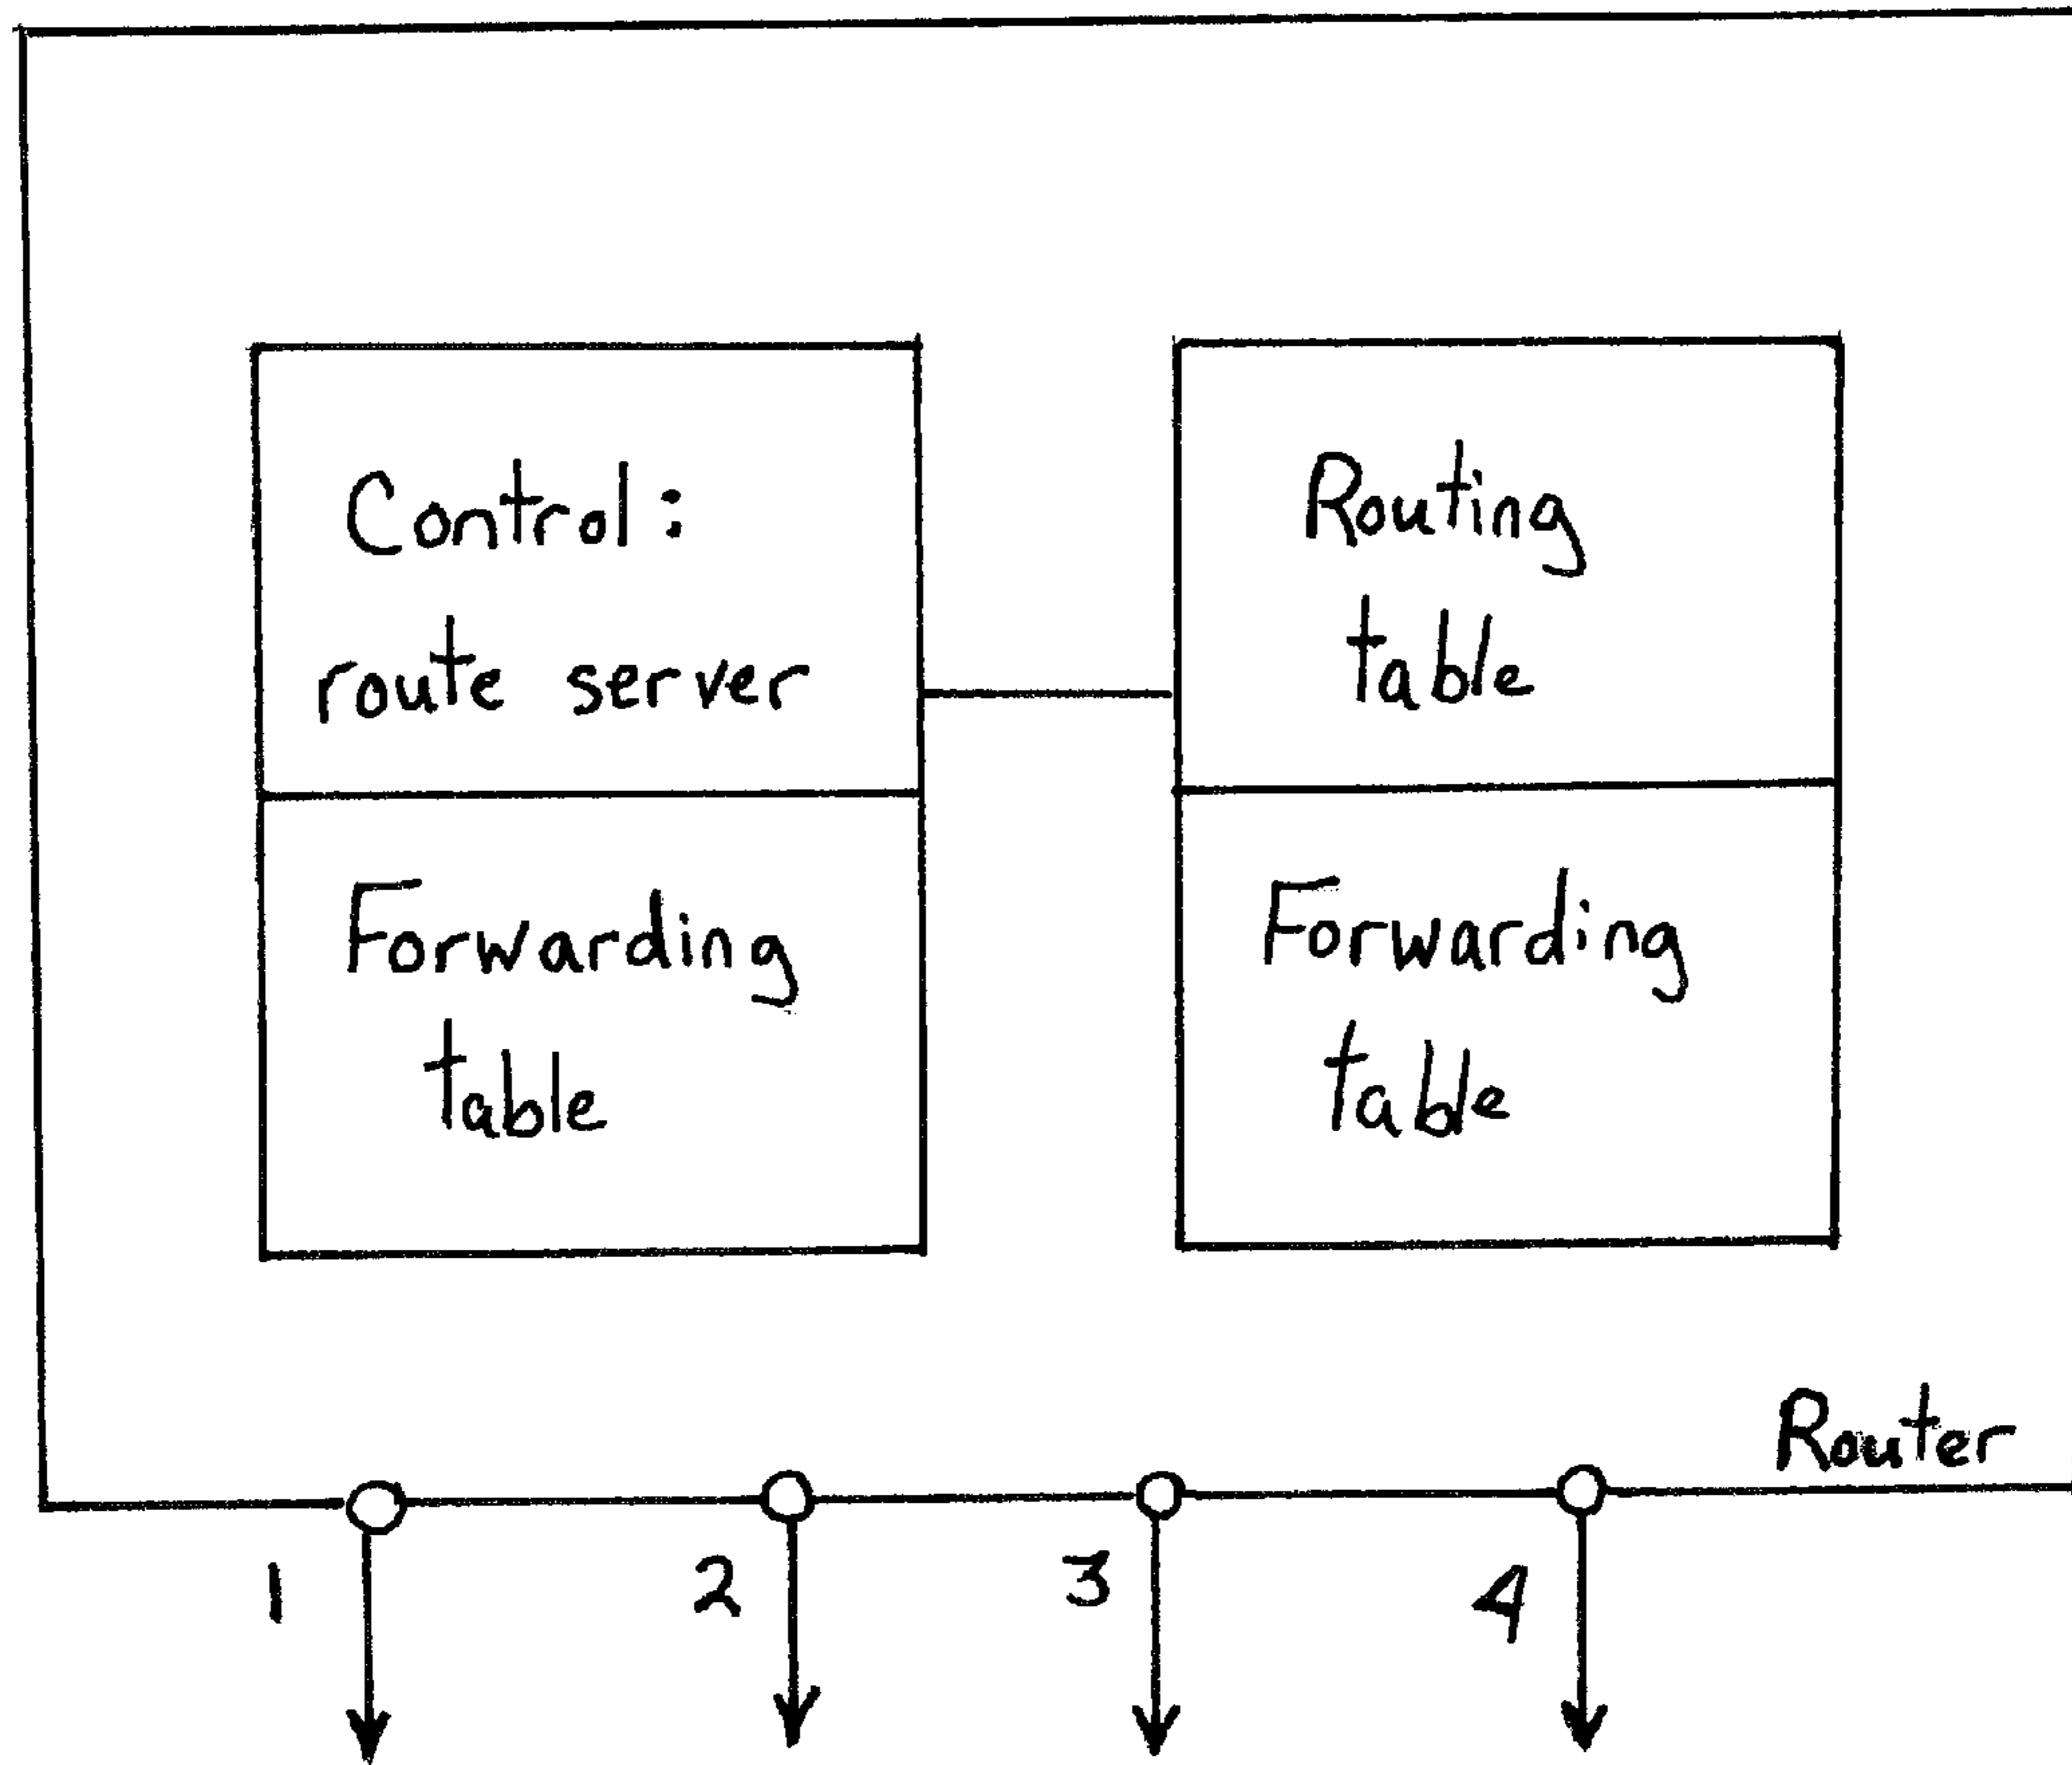 Control:
route server
Forwarding
table
Routing
table
Forwarding
table
Router
1
2
3
4